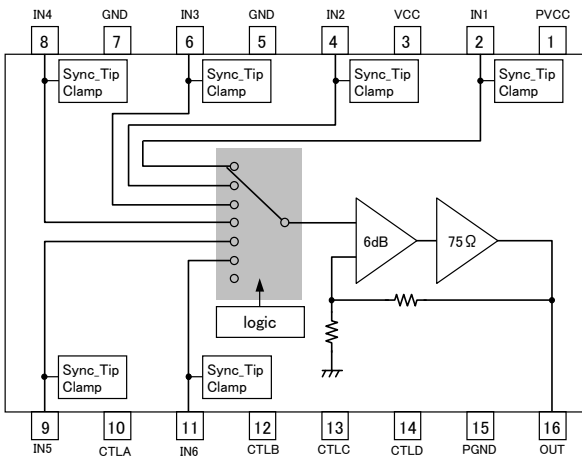 IN4 GND IN3 GND IN2 VCC IN1 PVCC
8 7 6 5 4 3 2 1
Sync_Tip Sync_Tip Sync_Tip Sync_Tip
Clamp Clamp Clamp Clamp
6dB 75Ω
logic
Sync_Tip Sync_Tip
Clamp Clamp
9 10 11 12 13 14 15 16
IN5 CTLA IN6 CTLB CTLC CTLD PGND OUT